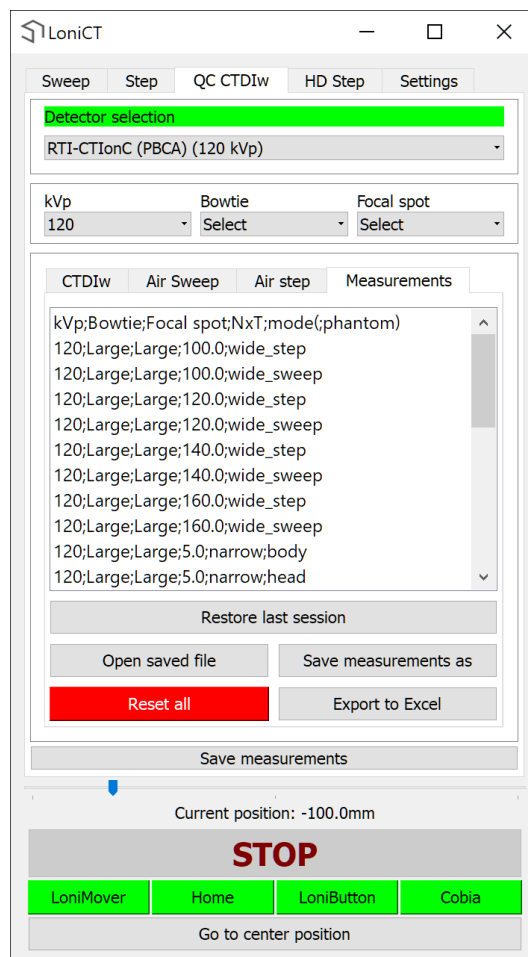 LoniCT
Sweep Step QC CTDIw HD Step Settings
Detector selection
RTI-CTIonC (PBCA) (120 kVp)
kVp Bowtie Focal spot
120 Select Select
CTDIw Air Sweep Air step Measurements
kVp;Bowtie;Focal spot;NxT;mode(;phantom)
120;Large;Large;100.0;wide_step
120;Large;Large;100.0;wide_sweep
120;Large;Large;120.0;wide_step
120;Large;Large;120.0;wide_sweep
120;Large;Large;140.0;wide_step
120;Large;Large;140.0;wide_sweep
120;Large;Large;160.0;wide_step
120;Large;Large;160.0;wide_sweep
120;Large;Large;5.0;narrow;body
120;Large;Large;5.0;narrow;head
Restore last session
Open saved file Save measurements as
Reset all Export to Excel
Save measurements
Current position: -100.0mm
STOP
LoniMover Home LoniButton Cobia
Go to center position